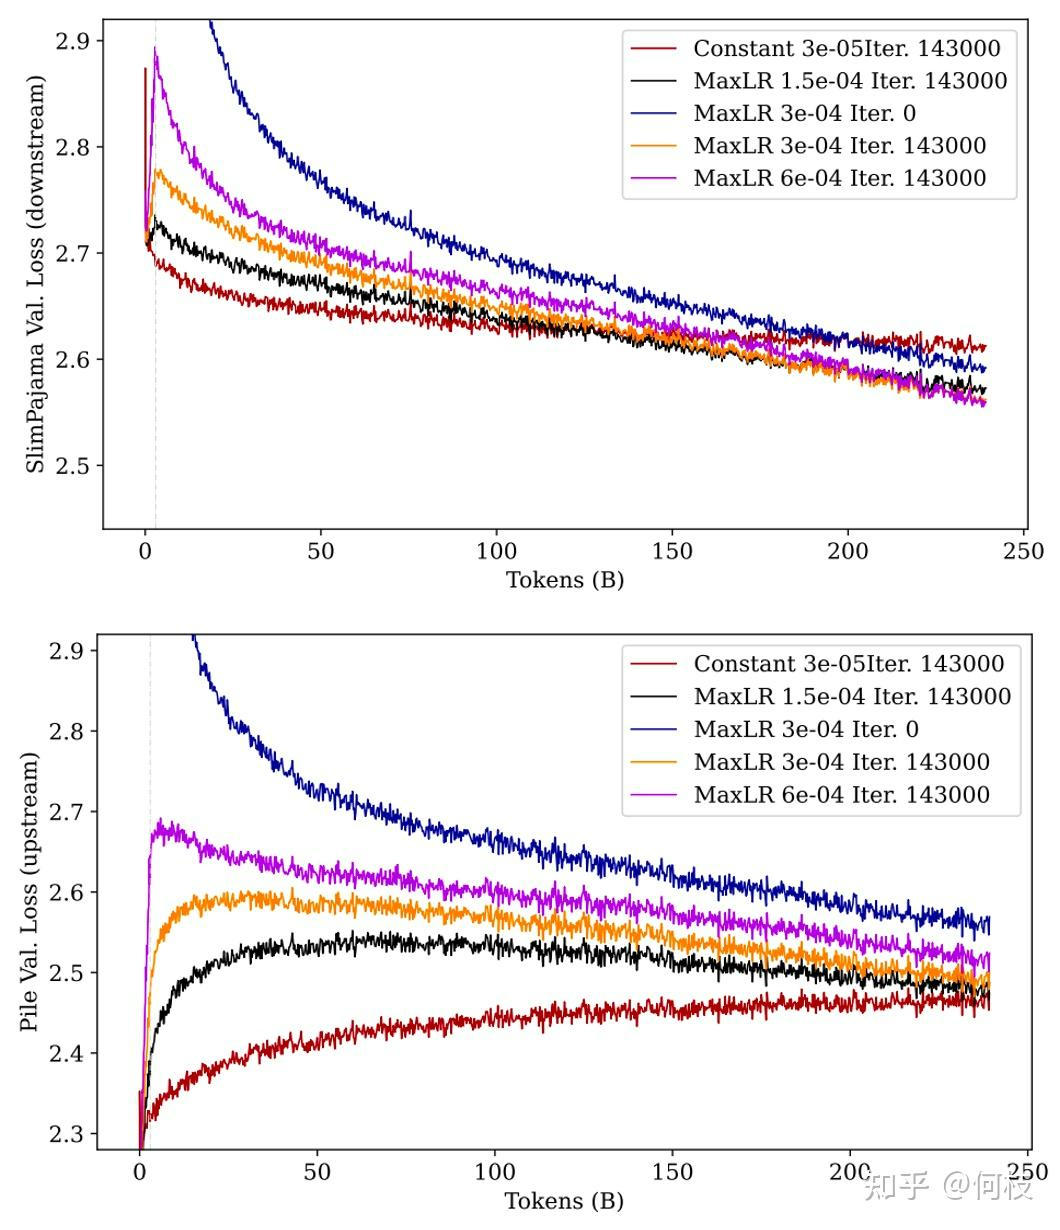 2.9
2.8
2.7
2.6
2.5
SlimPajama Val. Loss (downstream)
Constant 3e-05Iter. 143000
MaxLR 1.5e-04 Iter. 143000
MaxLR 3e-04 Iter. 0
MaxLR 3e-04 Iter. 143000
MaxLR 6e-04 Iter. 143000
0 50 100 150 200 250
Tokens (B)
2.9
2.8
2.7
2.6
2.5
2.4
2.3
Pile Val. Loss (upstream)
Constant 3e-05Iter. 143000
MaxLR 1.5e-04 Iter. 143000
MaxLR 3e-04 Iter. 0
MaxLR 3e-04 Iter. 143000
MaxLR 6e-04 Iter. 143000
0 50 100 150 200 250
Tokens (B)
知乎 @何枝